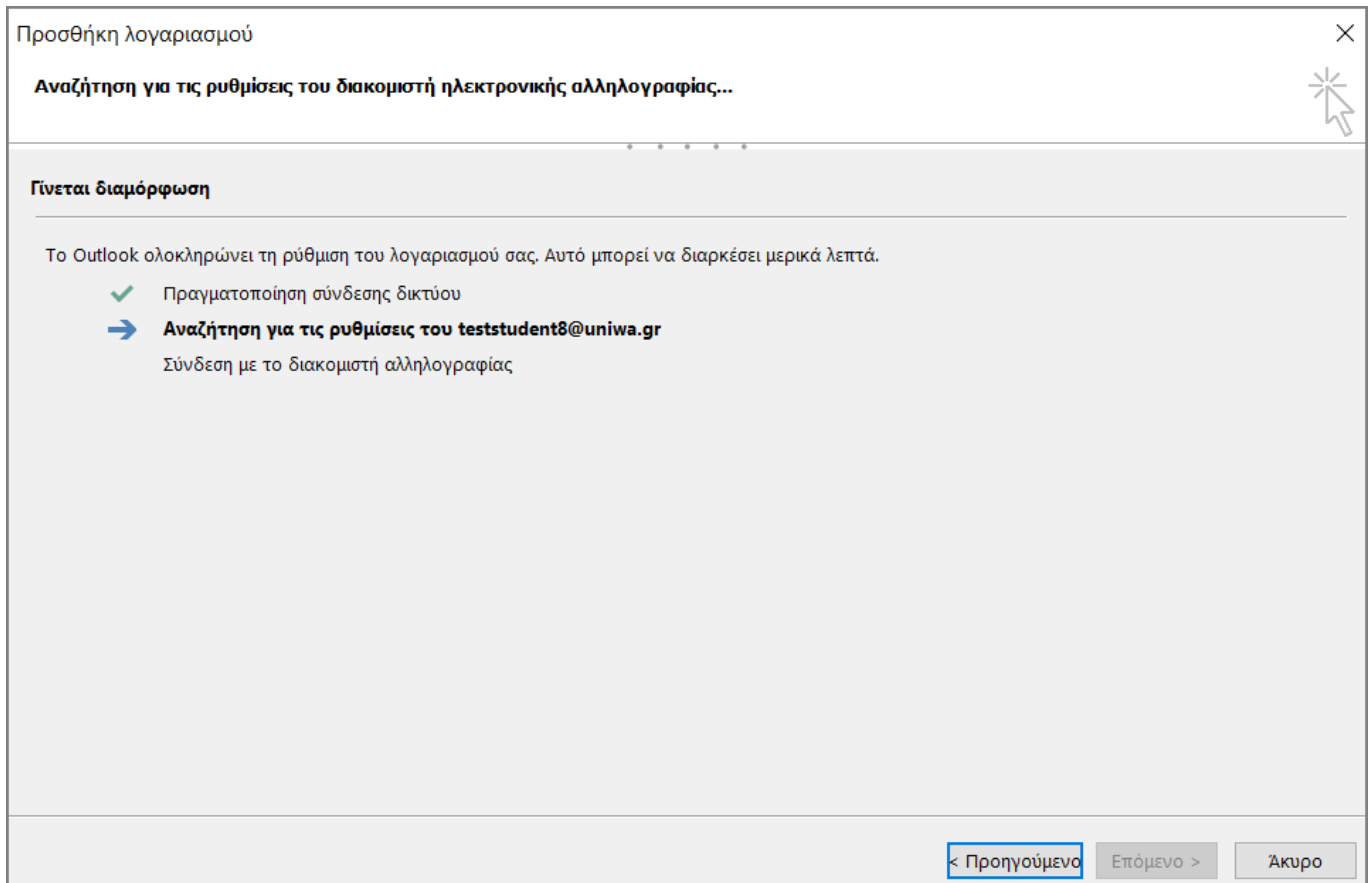 Προσθήκη λογαριασμού
Αναζήτηση για τις ρυθμίσεις του διακομιστή ηλεκτρονικής αλληλογραφίας...
Γίνεται διαμόρφωση
Το Outlook ολοκληρώνει τη ρύθμιση του λογαριασμού σας. Αυτό μπορεί να διαρκέσει μερικά λεπτά.
Πραγματοποίηση σύνδεσης δικτύου
Αναζήτηση για τις ρυθμίσεις του teststudent8@uniwa.gr
Σύνδεση με το διακομιστή αλληλογραφίας
< Προηγούμενο Επόμενο > Άκυρο